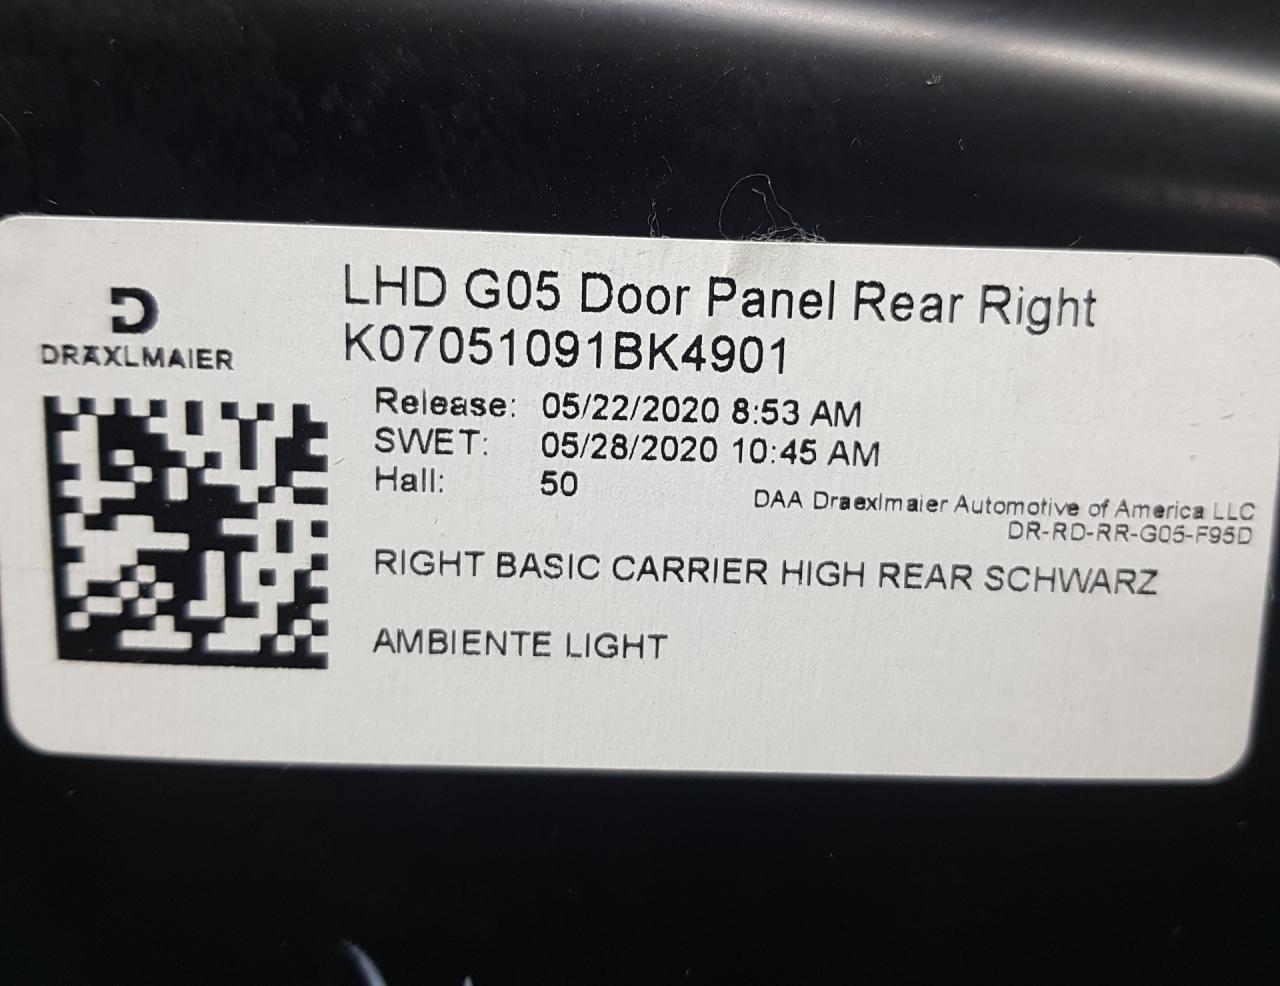 DRÄXLMAIER
LHD G05 Door Panel Rear Right
K07051091BK4901
Release: 05/22/2020 8:53 AM
SWET: 05/28/2020 10:45 AM
Hall: 50
DAA Draexlmaier Automotive of America LLC
DR-RD-RR-G05-F95D
RIGHT BASIC CARRIER HIGH REAR SCHWARZ
AMBIENTE LIGHT